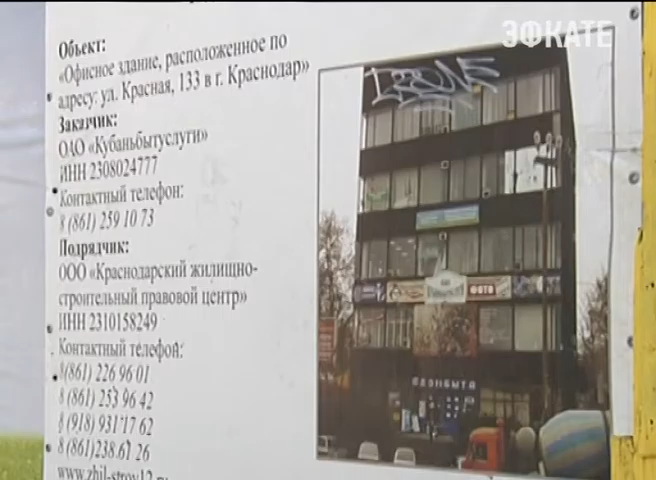 ЭФКАТЕ
Объект:
«Офисное здание, расположенное по
адресу: ул. Красная, 133 в г. Краснодар»
Заказчик:
ОАО «Кубаньбытуслуги»
ИНН 2308024777
Контактный телефон:
8 (861) 259 10 73
Подрядчик:
ООО «Краснодарский жилищно-
строительный правовой центр»
ИНН 2310158249
Контактный телефон:
8(861) 226 96 01
8 (861) 253 96 42
8 (918) 931 17 62
8 (861)238 61 26
ФОТО